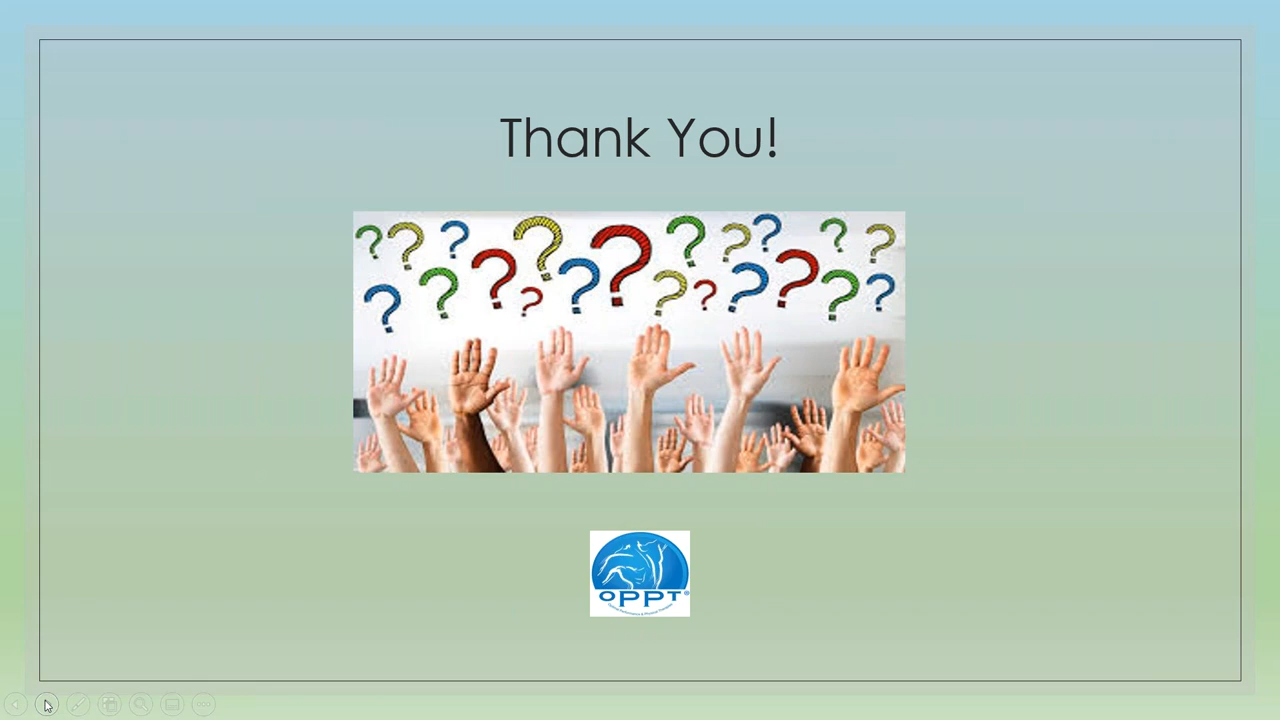 Thank You!
? ? ? ? ? ? ? ? ? ?
? ? ? ? ? ? ? ? ? ? ?
OPPT®